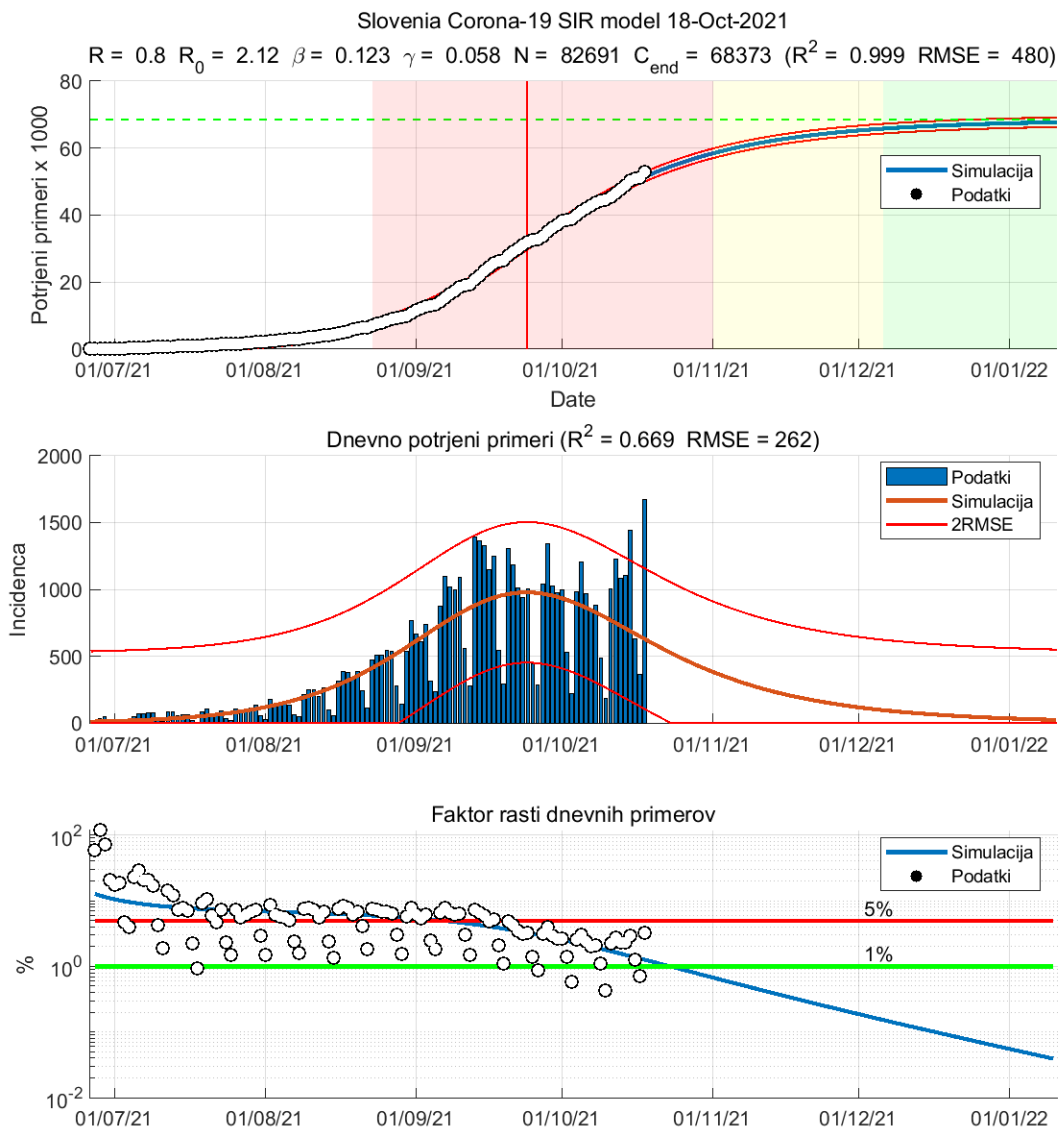 Slovenia Corona-19 SIR model 18-Oct-2021
R = 0.8 R0 = 2.12 β = 0.123 γ = 0.058 N = 82691 Cend = 68373 (R² = 0.999 RMSE = 480)
Potrjeni primeri x 1000
80
60
40
20
0
Simulacija
Podatki
01/07/21 01/08/21 01/09/21 01/10/21 01/11/21 01/12/21 01/01/22
Date
Dnevno potrjeni primeri (R² = 0.669 RMSE = 262)
Incidenca
2000
1500
1000
500
0
Podatki
Simulacija
2RMSE
01/07/21 01/08/21 01/09/21 01/10/21 01/11/21 01/12/21 01/01/22
Faktor rasti dnevnih primerov
%
10²
10⁰
10⁻²
Simulacija
Podatki
5%
1%
01/07/21 01/08/21 01/09/21 01/10/21 01/11/21 01/12/21 01/01/22